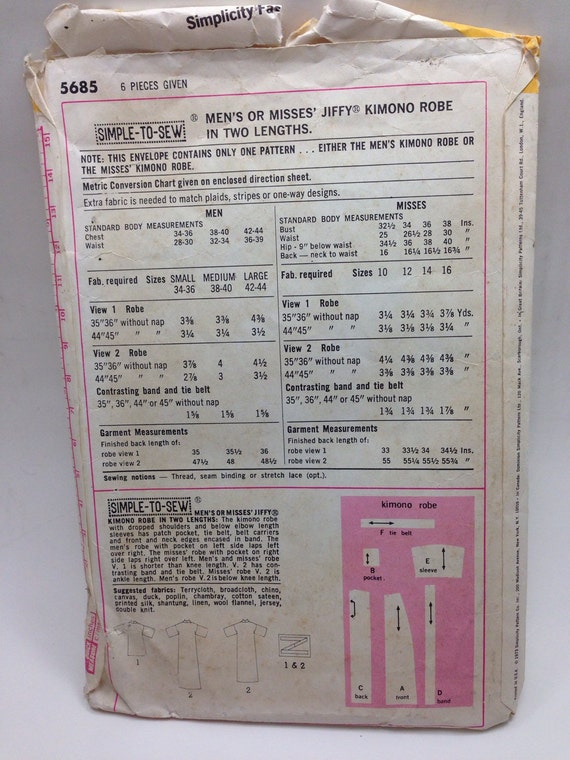 Simplicity Fas
5685 6 PIECES GIVEN
SIMPLE-TO-SEW® MEN'S OR MISSES' JIFFY® KIMONO ROBE
IN TWO LENGTHS.
NOTE: THIS ENVELOPE CONTAINS ONLY ONE PATTERN . . . EITHER THE MEN'S KIMONO ROBE OR
THE MISSES' KIMONO ROBE.
Metric Conversion Chart given on enclosed direction sheet.
Extra fabric is needed to match plaids, stripes or one-way designs.
MEN
STANDARD BODY MEASUREMENTS
Chest 34-36 38-40 42-44
Waist 28-30 32-34 36-39
Fab. required Sizes SMALL MEDIUM LARGE
34-36 38-40 42-44
View 1 Robe
35"36" without nap 3⅜ 3⅜ 4⅜
44"45" " " 3¼ 3¼ 3½
View 2 Robe
35"36" without nap 3⅞ 4 4½
44"45" " " 2⅞ 3 3½
Contrasting band and tie belt
35", 36", 44" or 45" without nap
1⅝ 1⅝ 1⅝
Garment Measurements
Finished back length of:
robe view 1 35 35½ 36
robe view 2 47½ 48 48½
MISSES
STANDARD BODY MEASUREMENTS
Bust 32½ 34 36 38 Ins.
Waist 25 26½ 28 30 "
Hip - 9" below waist 34½ 36 38 40 "
Back — neck to waist 16 16¼ 16½ 16¾ "
Fab. required Sizes 10 12 14 16
View 1 Robe
35"36" without nap 3¼ 3¼ 3¾ 3⅞ Yds.
44"45" " " 3⅛ 3⅛ 3⅛ 3¼ "
View 2 Robe
35"36" without nap 4¼ 4⅜ 4⅜ 4⅜ "
44"45" " " 3⅜ 3⅜ 3⅜ 3⅜ "
Contrasting band and tie belt
35", 36", 44" or 45" without nap
1¾ 1¾ 1¾ 1⅞ "
Garment Measurements
Finished back length of:
robe view 1 33 33½ 34 34½ Ins.
robe view 2 55 55¼ 55½ 55¾ "
Sewing notions — Thread, seam binding or stretch lace (opt.).
SIMPLE-TO-SEW® MEN'S OR MISSES' JIFFY®
KIMONO ROBE IN TWO LENGTHS: The kimono robe
with dropped shoulders and below elbow length
sleeves has patch pocket, tie belt, belt carriers
and front and neck edges encased in band. The
men's robe with pocket on left side laps left
over right. The misses' robe with pocket on right
side laps right over left. Men's and misses' robe
V. 1 is shorter than knee length. V. 2 has con-
trasting band and tie belt. Misses' robe V. 2 is
ankle length. Men's robe V.2 is below knee length.
Suggested fabrics: Terrycloth, broadcloth, chino,
canvas, duck, poplin, chambray, cotton sateen,
printed silk, shantung, linen, wool flannel, jersey,
double knit.
1
2
2
1 & 2
kimono robe
F tie belt
B
pocket
E
sleeve
C
back
A
front
D
band